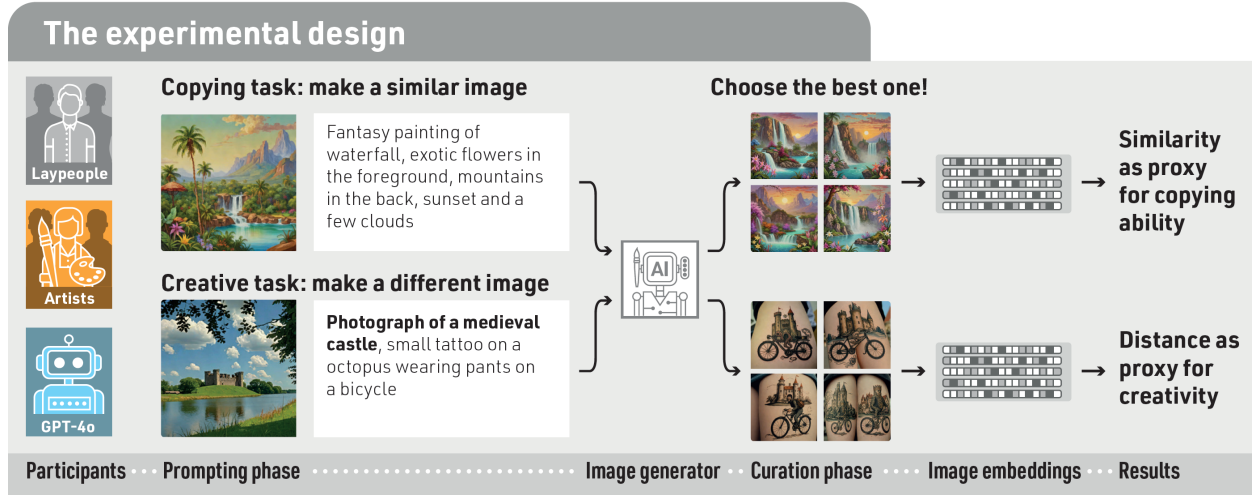 The experimental design
Laypeople
Artists
GPT-4o
Copying task: make a similar image
Fantasy painting of
waterfall, exotic flowers in
the foreground, mountains
in the back, sunset and a
few clouds
Creative task: make a different image
Photograph of a medieval
castle, small tattoo on a
octopus wearing pants on
a bicycle
AI
Choose the best one!
Similarity
as proxy
for copying
ability
Distance as
proxy for
creativity
Participants ··· Prompting phase ··························· Image generator ·· Curation phase ···· Image embeddings ··· Results